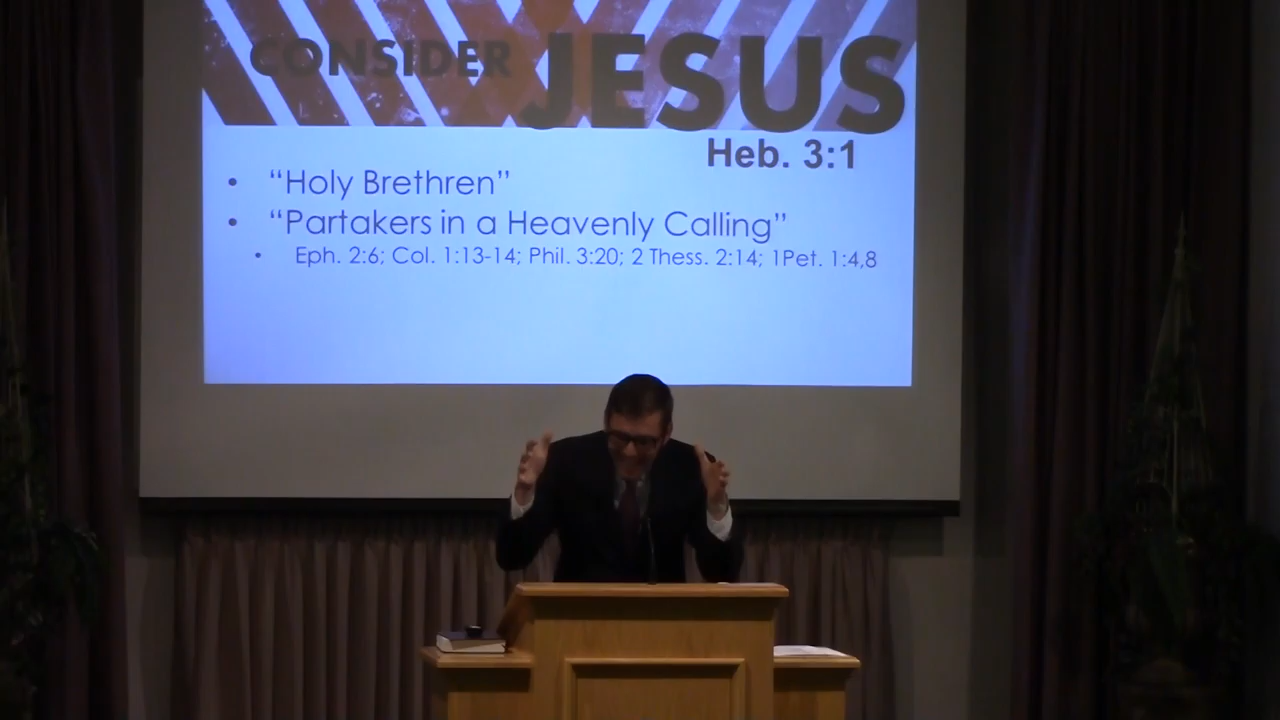 CONSIDER JESUS
Heb. 3:1
• “Holy Brethren”
• “Partakers in a Heavenly Calling”
• Eph. 2:6; Col. 1:13-14; Phil. 3:20; 2 Thess. 2:14; 1Pet. 1:4,8